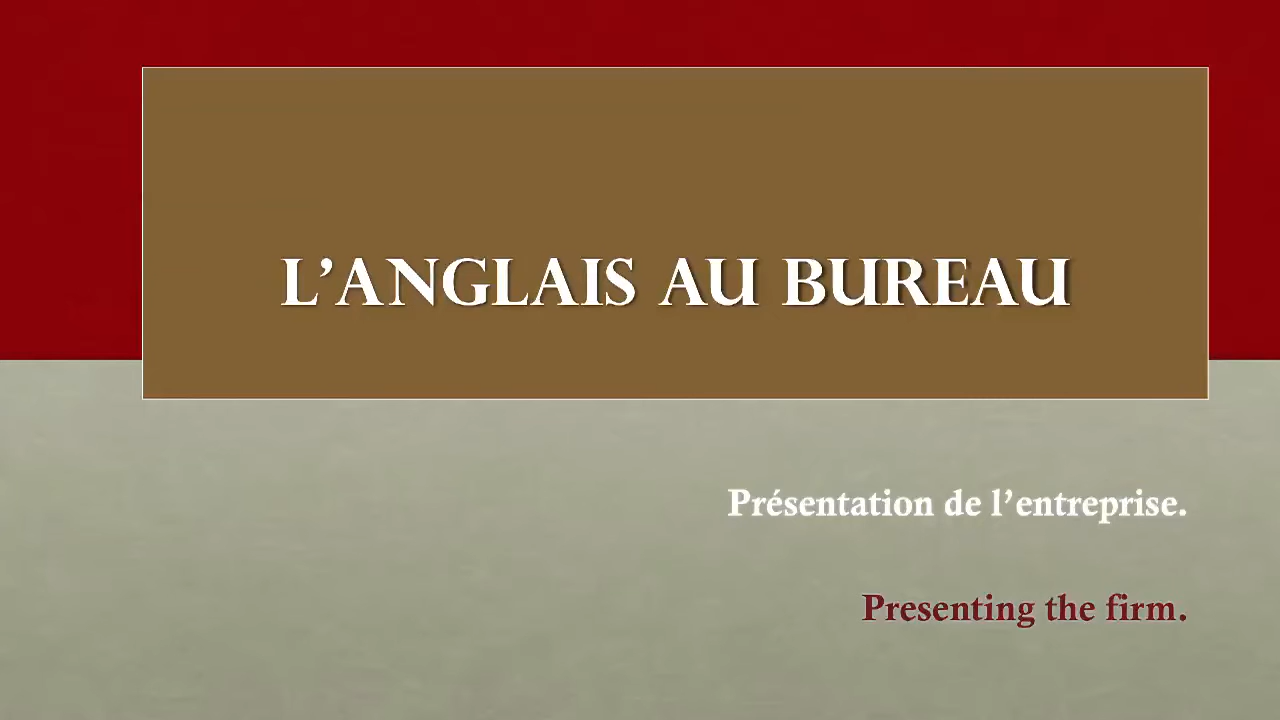 L’ANGLAIS AU BUREAU
Présentation de l’entreprise.
Presenting the firm.